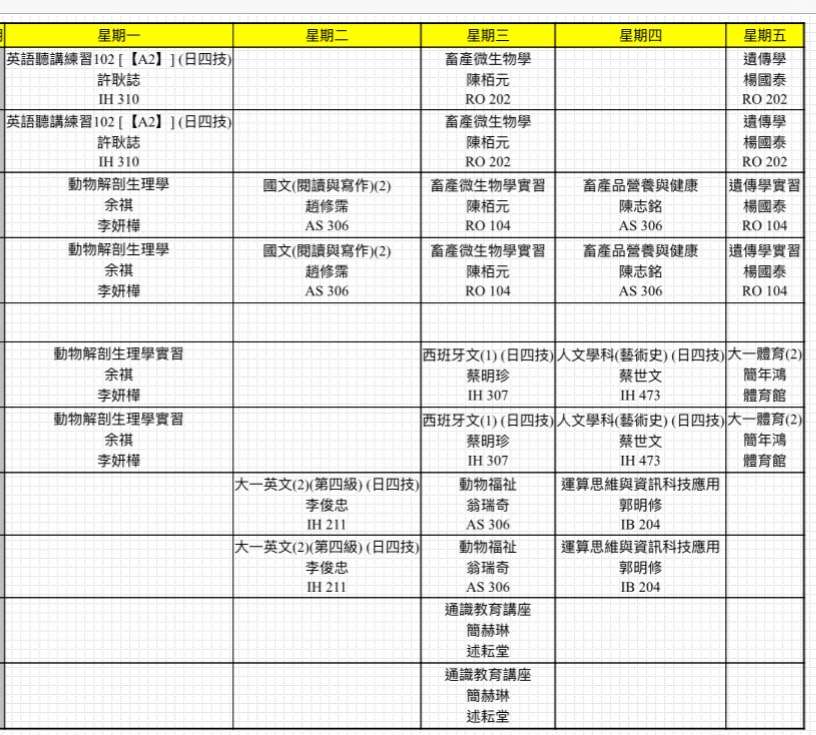 星期一 星期二 星期三 星期四 星期五
英語聽講練習102 [【A2】] (日四技) 畜產微生物學 遺傳學
許耿誌 陳栢元 楊國泰
IH 310 RO 202 RO 202
英語聽講練習102 [【A2】] (日四技) 畜產微生物學 遺傳學
許耿誌 陳栢元 楊國泰
IH 310 RO 202 RO 202
動物解剖生理學 國文(閱讀與寫作)(2) 畜產微生物學實習 畜產品營養與健康 遺傳學實習
余祺 趙修霈 陳栢元 陳志銘 楊國泰
李妍樺 AS 306 RO 104 AS 306 RO 104
動物解剖生理學 國文(閱讀與寫作)(2) 畜產微生物學實習 畜產品營養與健康 遺傳學實習
余祺 趙修霈 陳栢元 陳志銘 楊國泰
李妍樺 AS 306 RO 104 AS 306 RO 104
動物解剖生理學實習 西班牙文(1) (日四技) 人文學科(藝術史) (日四技) 大一體育(2)
余祺 蔡明珍 蔡世文 簡年鴻
李妍樺 IH 307 IH 473 體育館
動物解剖生理學實習 西班牙文(1) (日四技) 人文學科(藝術史) (日四技) 大一體育(2)
余祺 蔡明珍 蔡世文 簡年鴻
李妍樺 IH 307 IH 473 體育館
大一英文(2)(第四級) (日四技) 動物福祉 運算思維與資訊科技應用
李俊忠 翁瑞奇 郭明修
IH 211 AS 306 IB 204
大一英文(2)(第四級) (日四技) 動物福祉 運算思維與資訊科技應用
李俊忠 翁瑞奇 郭明修
IH 211 AS 306 IB 204
通識教育講座
簡赫琳
述耘堂
通識教育講座
簡赫琳
述耘堂